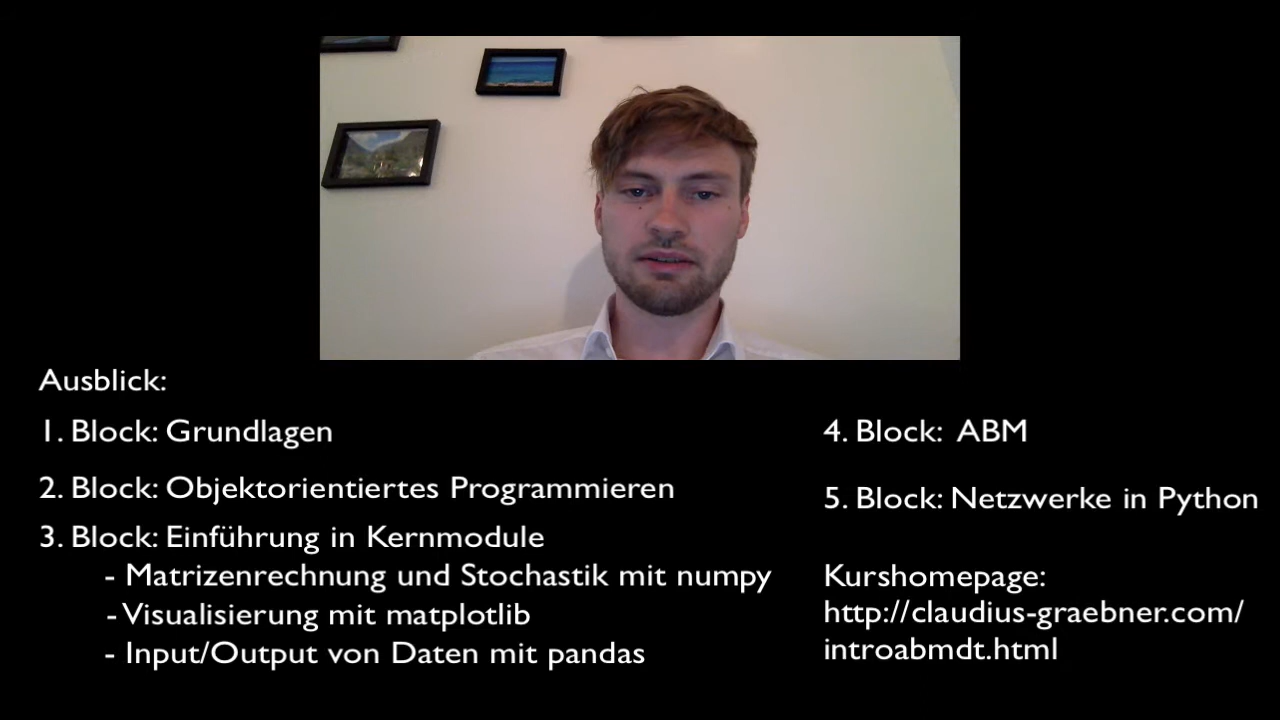 Ausblick:
1. Block: Grundlagen
2. Block: Objektorientiertes Programmieren
3. Block: Einführung in Kernmodule
- Matrizenrechnung und Stochastik mit numpy
- Visualisierung mit matplotlib
- Input/Output von Daten mit pandas
4. Block: ABM
5. Block: Netzwerke in Python
Kurshomepage:
http://claudius-graebner.com/
introabmdt.html